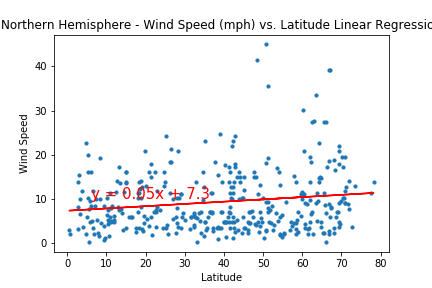 Northern Hemisphere - Wind Speed (mph) vs. Latitude Linear Regressio
Wind Speed
40
30
20
10
0
y = 0.05x + 7.3
0 10 20 30 40 50 60 70 80
Latitude